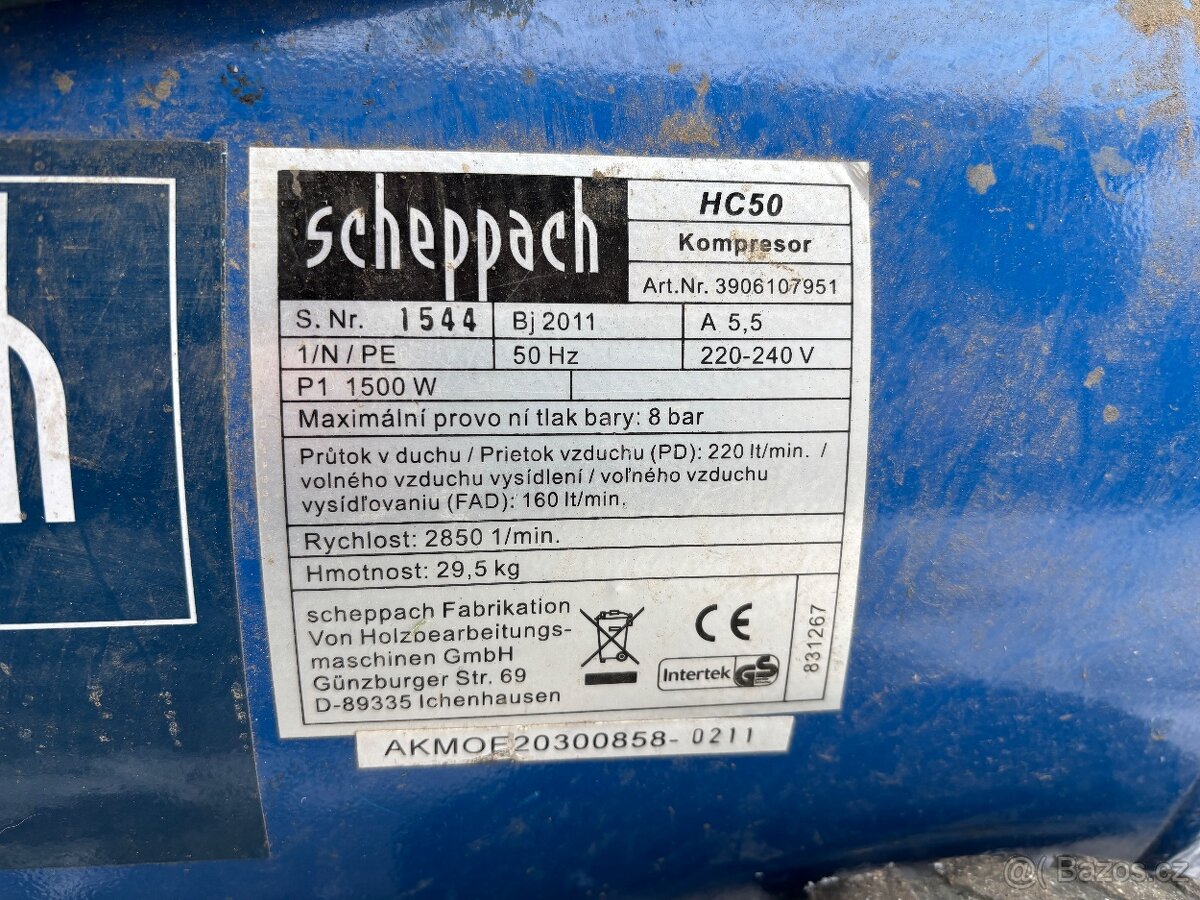 scheppach
HC50
Kompresor
Art.Nr. 3906107951
S. Nr. 1544
Bj 2011
A 5,5
1/N / PE
50 Hz
220-240 V
P1 1500 W
Maximální provo ní tlak bary: 8 bar
Průtok v duchu / Prietok vzduchu (PD): 220 lt/min. /
volného vzduchu vysídlení / voľného vzduchu
vysídľovaniu (FAD): 160 lt/min.
Rychlost: 2850 1/min.
Hmotnost: 29,5 kg
scheppach Fabrikation
Von Holzbearbeitungs-
maschinen GmbH
Günzburger Str. 69
D-89335 Ichenhausen
CE
Intertek GS
831267
AKMOE20300858- 0211
h
@( Bazos.cz